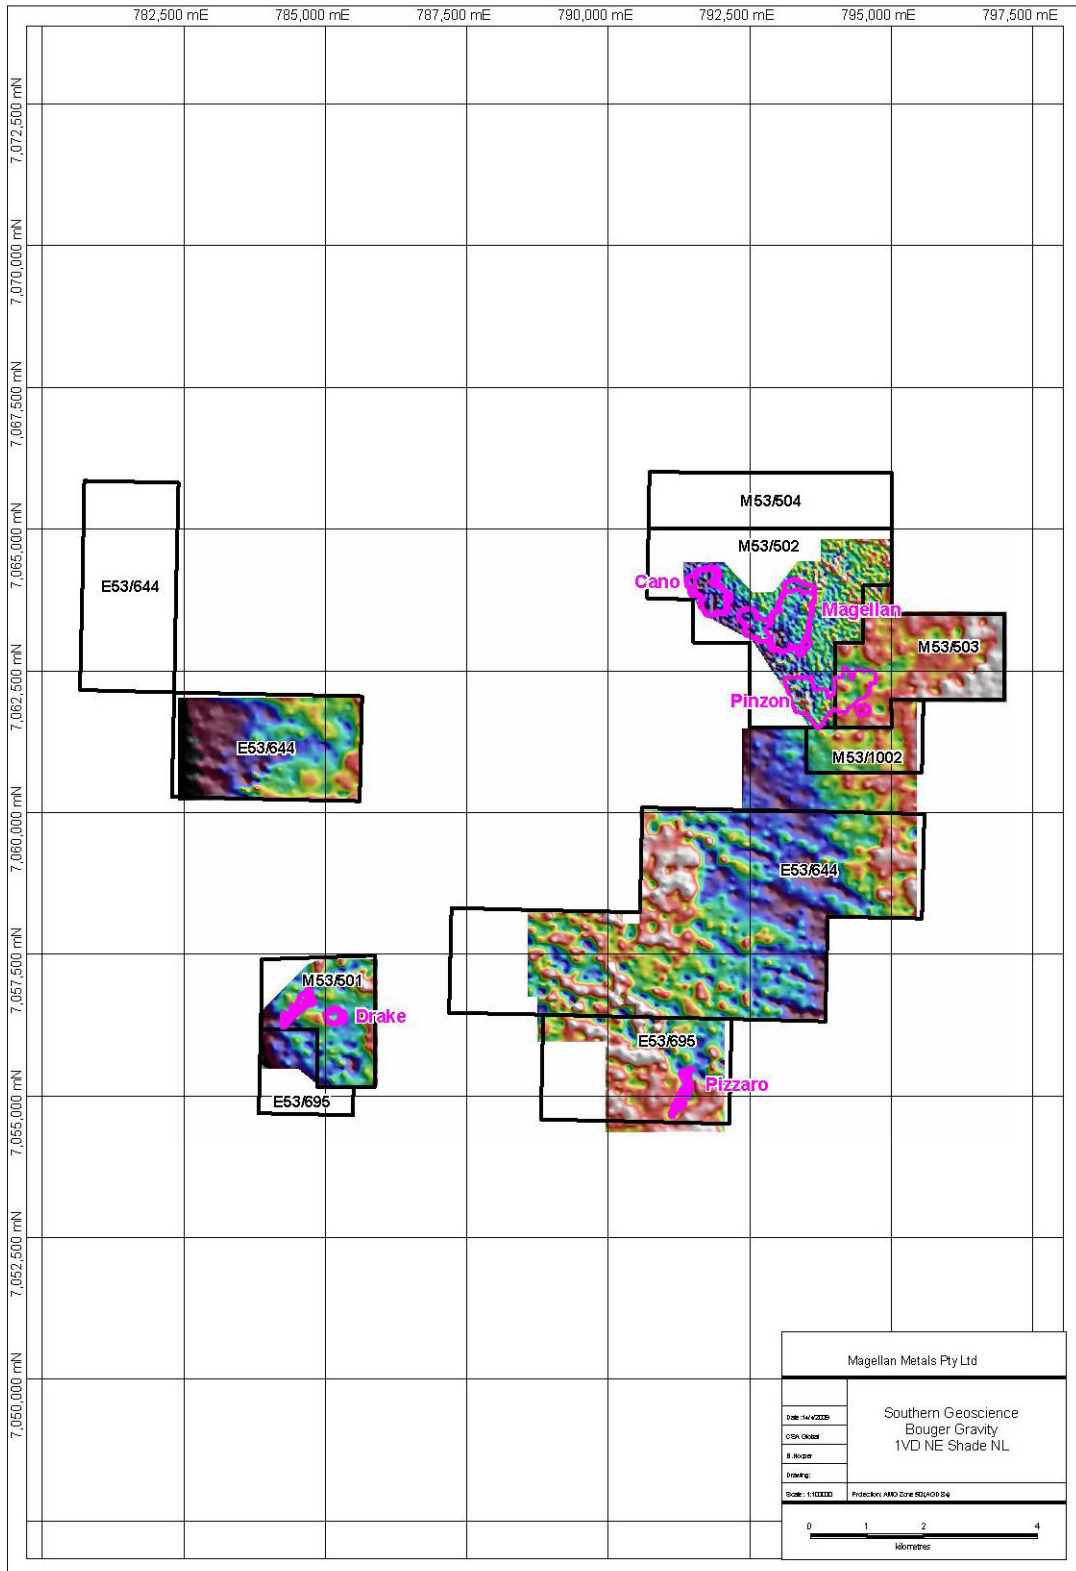 782,500 mE
785,000 mE
787,500 mE
790,000 mE
792,500 mE
795,000 mE
797,500 mE
7,072,500 mN
7,070,000 mN
7,067,500 mN
7,065,000 mN
7,062,500 mN
7,060,000 mN
7,057,500 mN
7,055,000 mN
7,052,500 mN
7,050,000 mN
M53/504
M53/502
E53/644
Cano
Magellan
M53/503
Pinzon
E53/644
M53/1002
E53/644
M53/501
Drake
E53/695
Pizzaro
E53/695
Magellan Metals Pty Ltd
Southern Geoscience
Bouger Gravity
1VD NE Shade NL
CSA Global
B.Hooper
Drawing:
Scale: 1:100000
0 1 2 4
kilometres